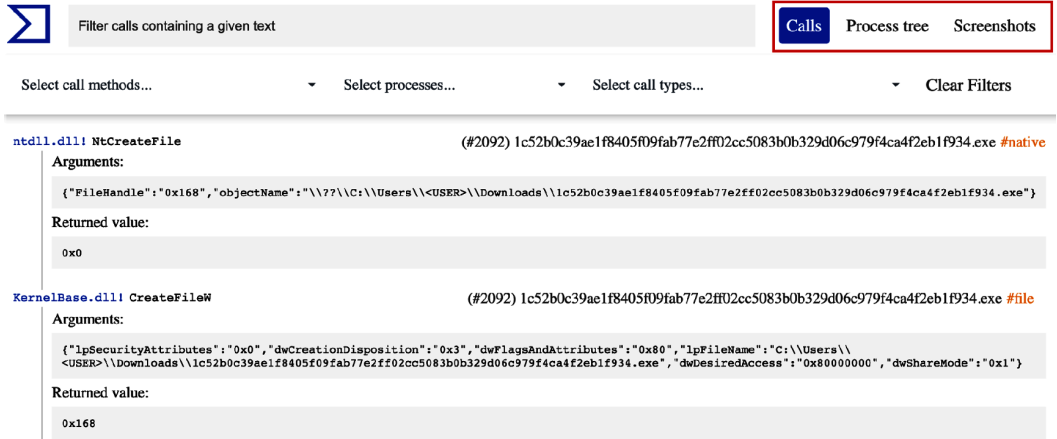 Filter calls containing a given text
Calls Process tree Screenshots
Select call methods... Select processes... Select call types... Clear Filters
ntdll.dll! NtCreateFile (#2092) 1c52b0c39ae1f8405f09fab77e2ff02cc5083b0b329d06c979f4ca4f2eb1f934.exe #native
Arguments:
{"FileHandle":"0x168","objectName":"\\??\\C:\\Users\\<USER>\\Downloads\\1c52b0c39ae1f8405f09fab77e2ff02cc5083b0b329d06c979f4ca4f2eb1f934.exe"}
Returned value:
0x0
KernelBase.dll! CreateFileW (#2092) 1c52b0c39ae1f8405f09fab77e2ff02cc5083b0b329d06c979f4ca4f2eb1f934.exe #file
Arguments:
{"lpSecurityAttributes":"0x0","dwCreationDisposition":"0x3","dwFlagsAndAttributes":"0x80","lpFileName":"C:\\Users\\
<USER>\\Downloads\\1c52b0c39ae1f8405f09fab77e2ff02cc5083b0b329d06c979f4ca4f2eb1f934.exe","dwDesiredAccess":"0x80000000","dwShareMode":"0x1"}
Returned value:
0x168